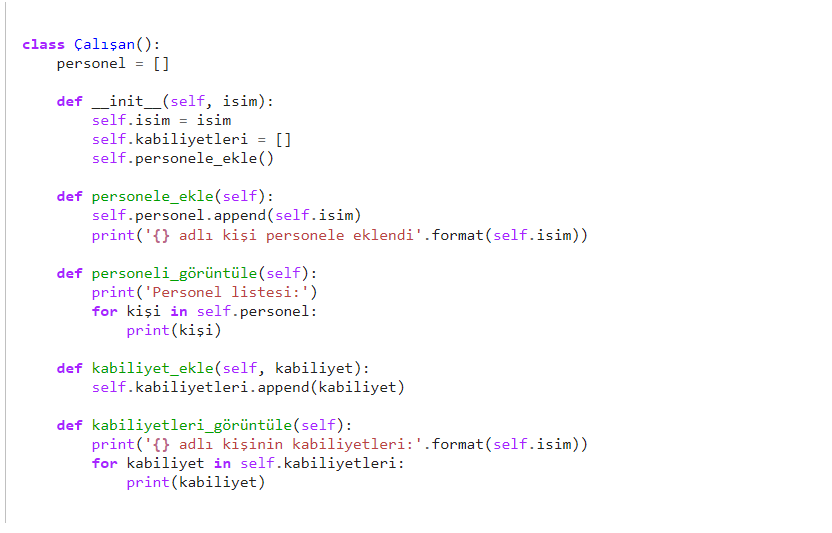 class Çalışan():
    personel = []

    def __init__(self, isim):
        self.isim = isim
        self.kabiliyetleri = []
        self.personele_ekle()

    def personele_ekle(self):
        self.personel.append(self.isim)
        print('{} adlı kişi personele eklendi'.format(self.isim))

    def personeli_görüntüle(self):
        print('Personel listesi:')
        for kişi in self.personel:
            print(kişi)

    def kabiliyet_ekle(self, kabiliyet):
        self.kabiliyetleri.append(kabiliyet)

    def kabiliyetleri_görüntüle(self):
        print('{} adlı kişinin kabiliyetleri:'.format(self.isim))
        for kabiliyet in self.kabiliyetleri:
            print(kabiliyet)